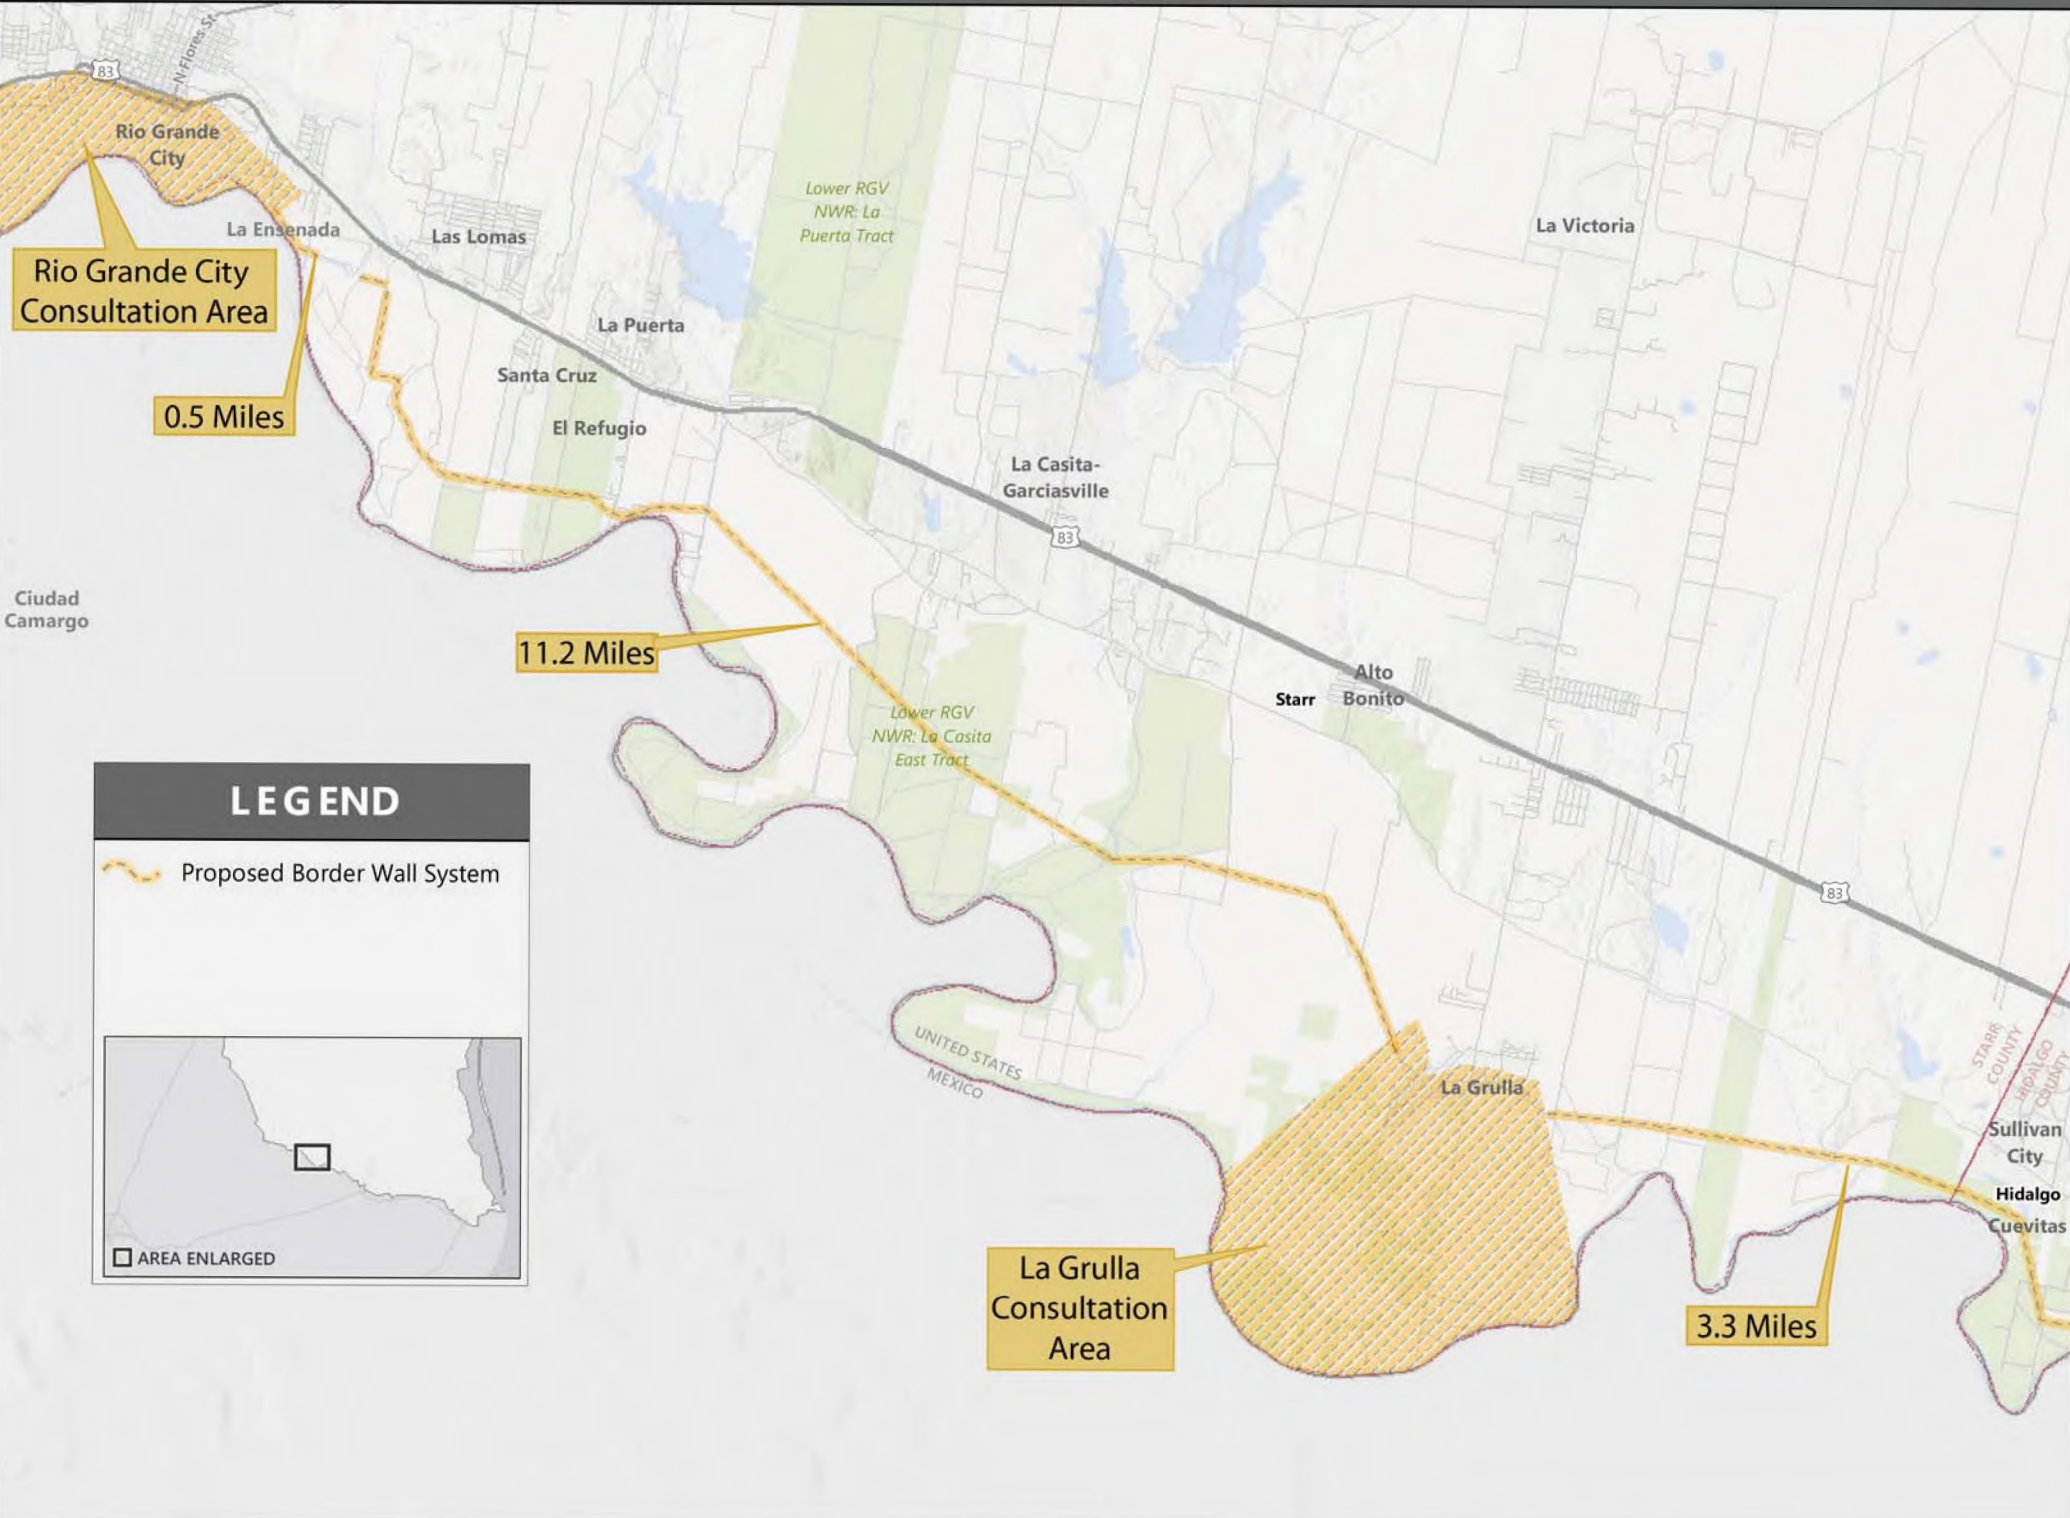 83
N Flores St
Rio Grande
City
La Ensenada
Las Lomas
Lower RGV
NWR: La
Puerta Tract
La Victoria
Rio Grande City
Consultation Area
La Puerta
Santa Cruz
0.5 Miles
El Refugio
La Casita-
Garciasville
83
Ciudad
Camargo
11.2 Miles
Alto
Bonito
Starr
Lower RGV
NWR: La Casita
East Tract
LEGEND
Proposed Border Wall System
AREA ENLARGED
83
UNITED STATES
MEXICO
STARR
COUNTY
HIDALGO
COUNTY
La Grulla
Sullivan
City
Hidalgo
Cuevitas
La Grulla
Consultation
Area
3.3 Miles